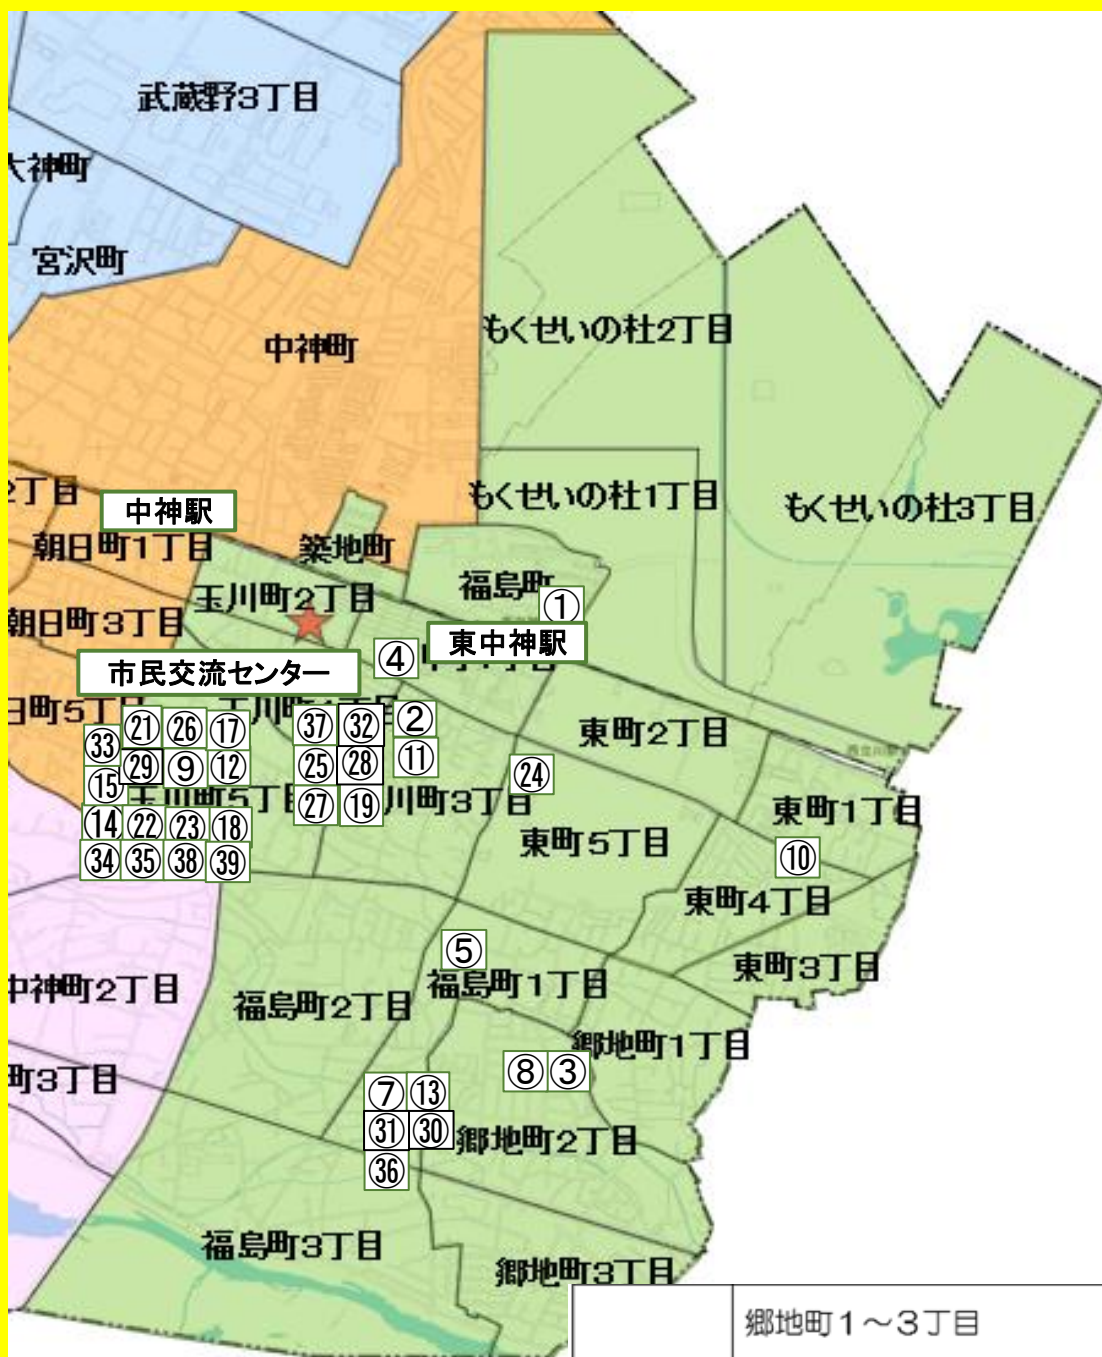 武蔵野3丁目
大神町
宮沢町
中神町
もくせいの杜2丁目
2丁目
中神駅
もくせいの杜1丁目
もくせいの杜3丁目
朝日町1丁目
築地町
福島町
玉川町2丁目
①
朝日町3丁目
東中神駅
④
市民交流センター
日町5丁目
㉑ ㉖ ⑰
㊲ ㉜ ②
東町2丁目
㉝
㉙ ⑨ ⑫
㉕ ㉘ ⑪
㉔
⑮
玉川町5丁目
㉗ ⑲
川町3丁目
東町1丁目
⑭ ㉒ ㉓ ⑱
東町5丁目
㉞ ㉟ ㊳ ㊴
⑩
東町4丁目
⑤
東町3丁目
中神町2丁目
福島町2丁目
福島町1丁目
郷地町1丁目
町3丁目
⑧ ③
⑦ ⑬
㉛ ㉚
郷地町2丁目
㊱
福島町3丁目
郷地町3丁目
郷地町1～3丁目